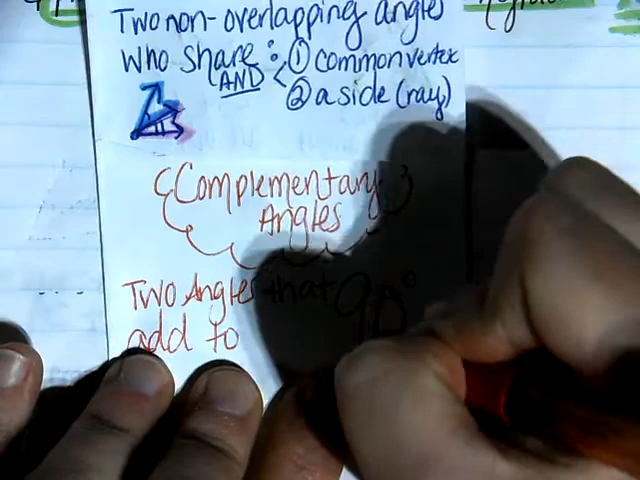 Two non-overlapping angles
who share: ① common vertex
AND < ② a side (ray)
Complementary
Angles
Two Angles that 90°
add to